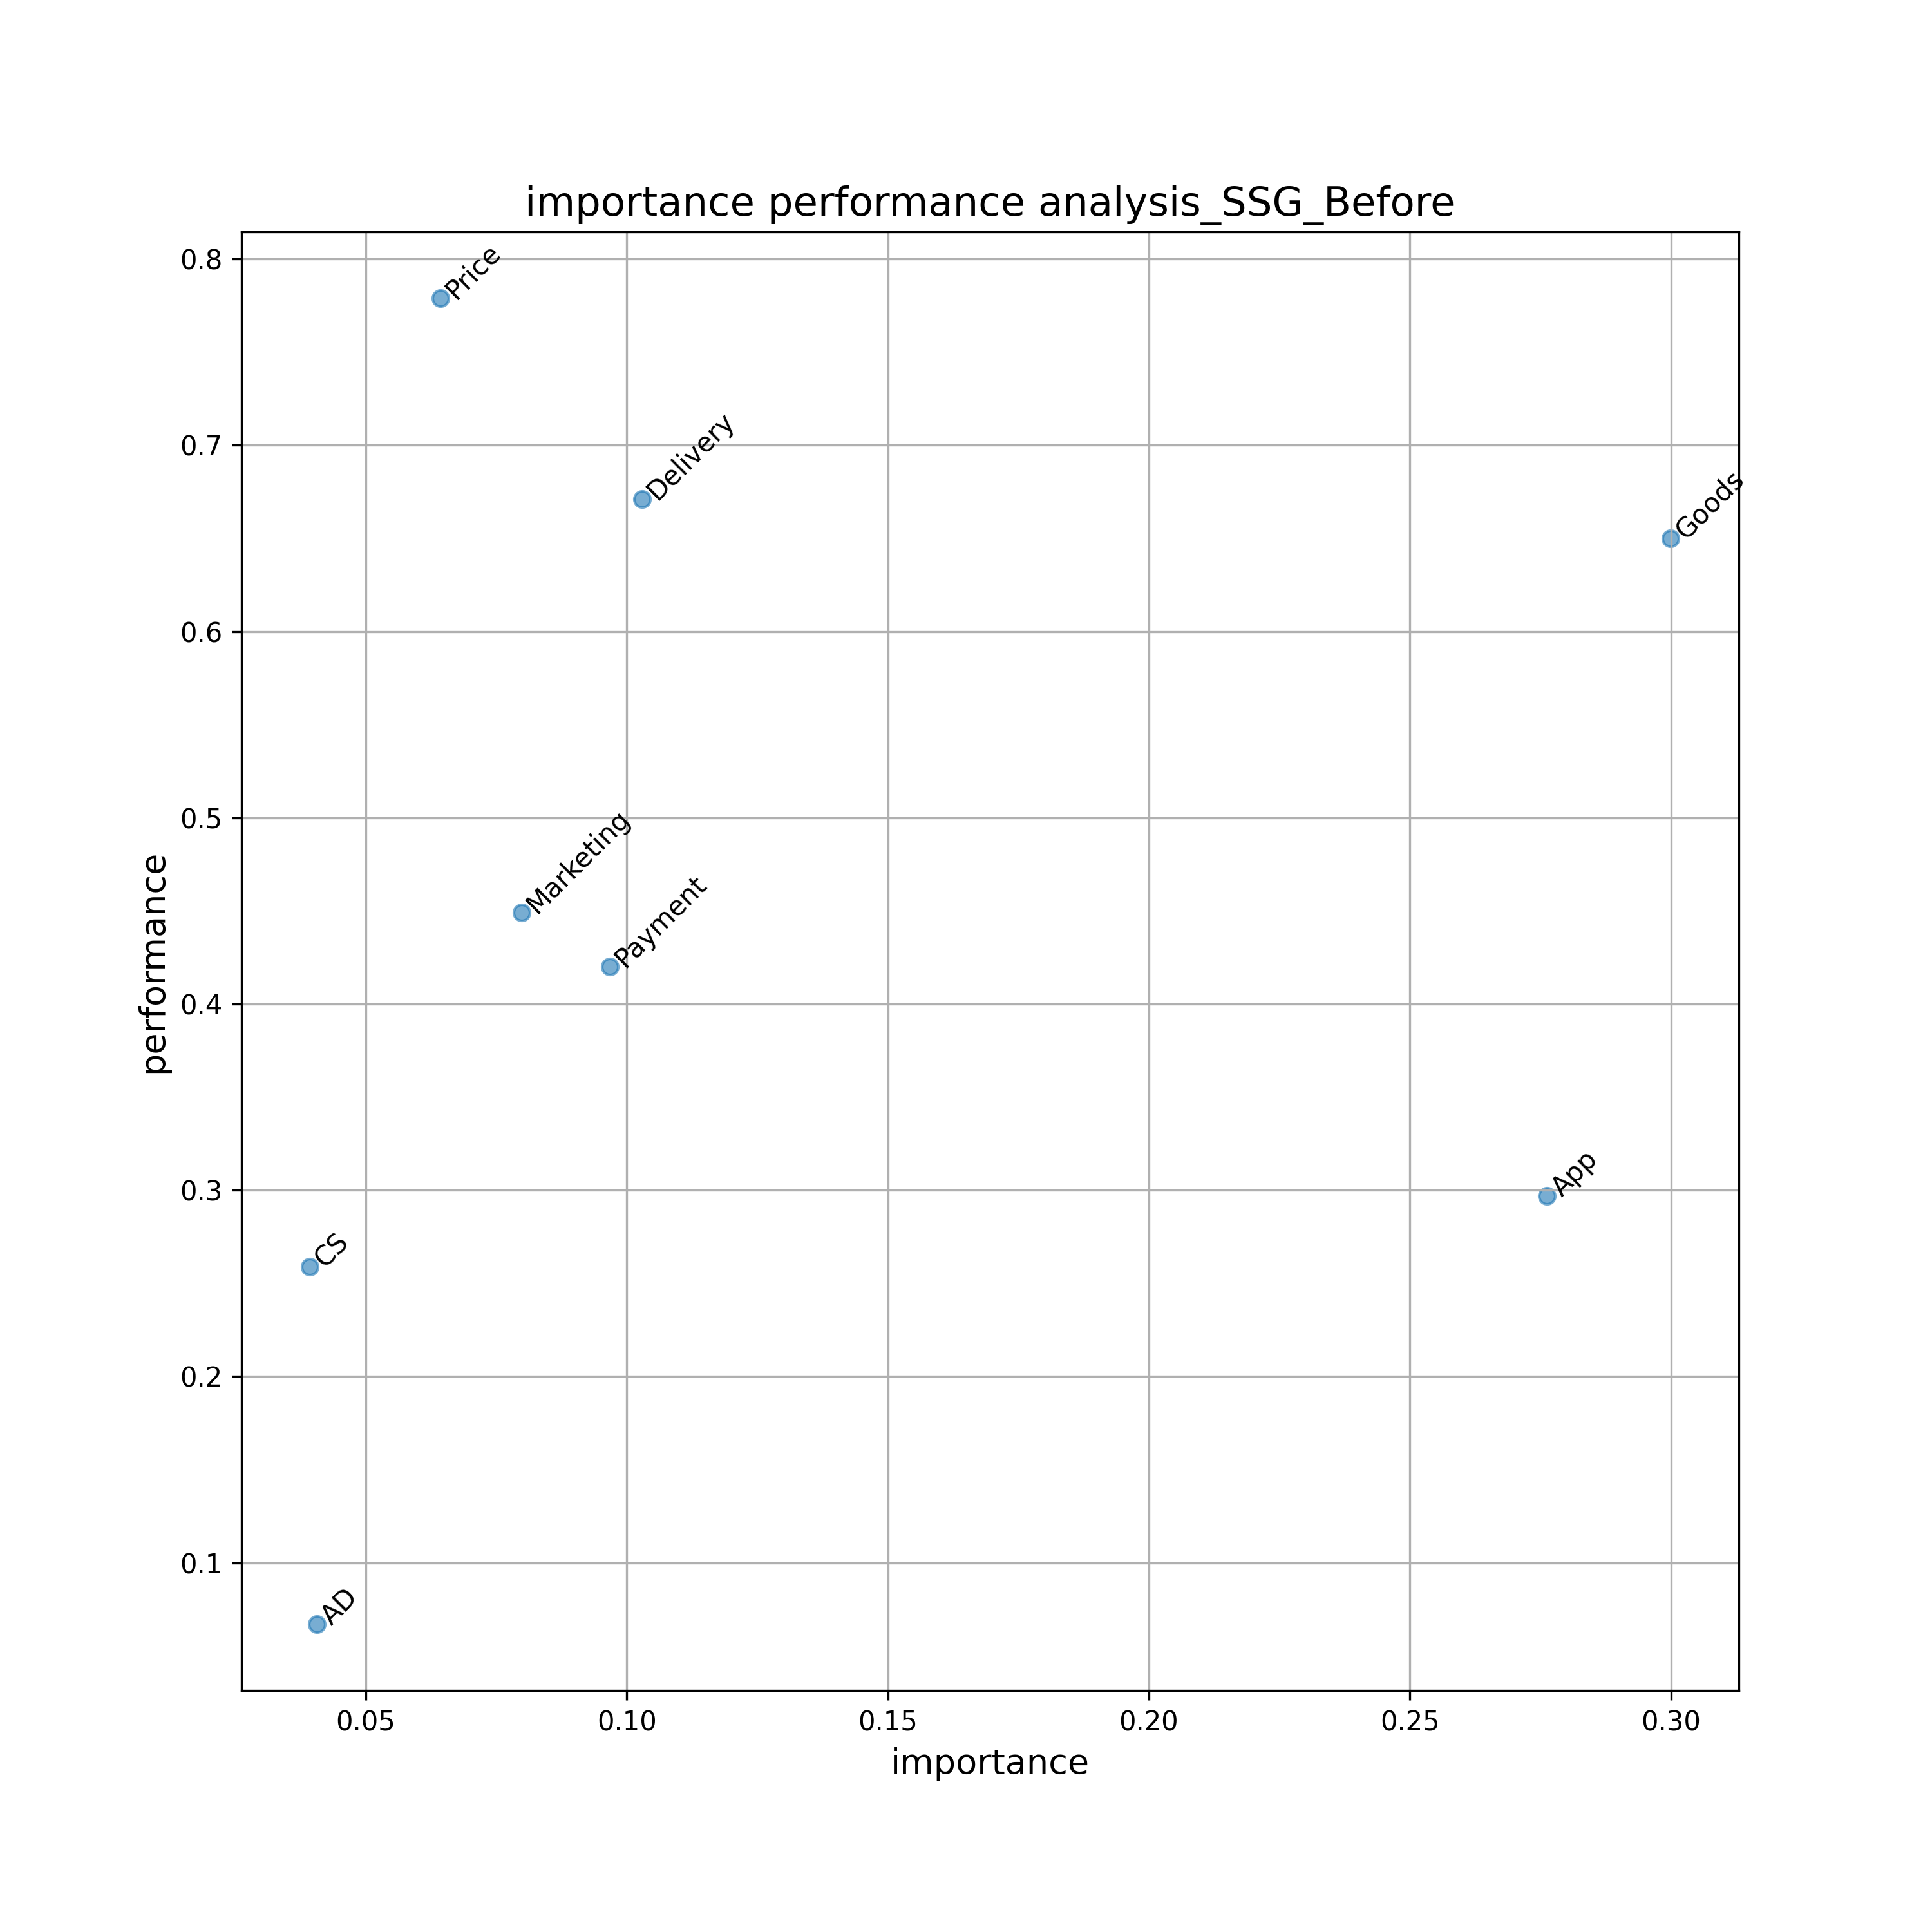 importance performance analysis_SSG_Before
0.8
Price
0.7
Delivery
Goods
0.6
0.5
Marketing
Payment
performance
0.4
0.3
App
CS
0.2
0.1
AD
0.05 0.10 0.15 0.20 0.25 0.30
importance